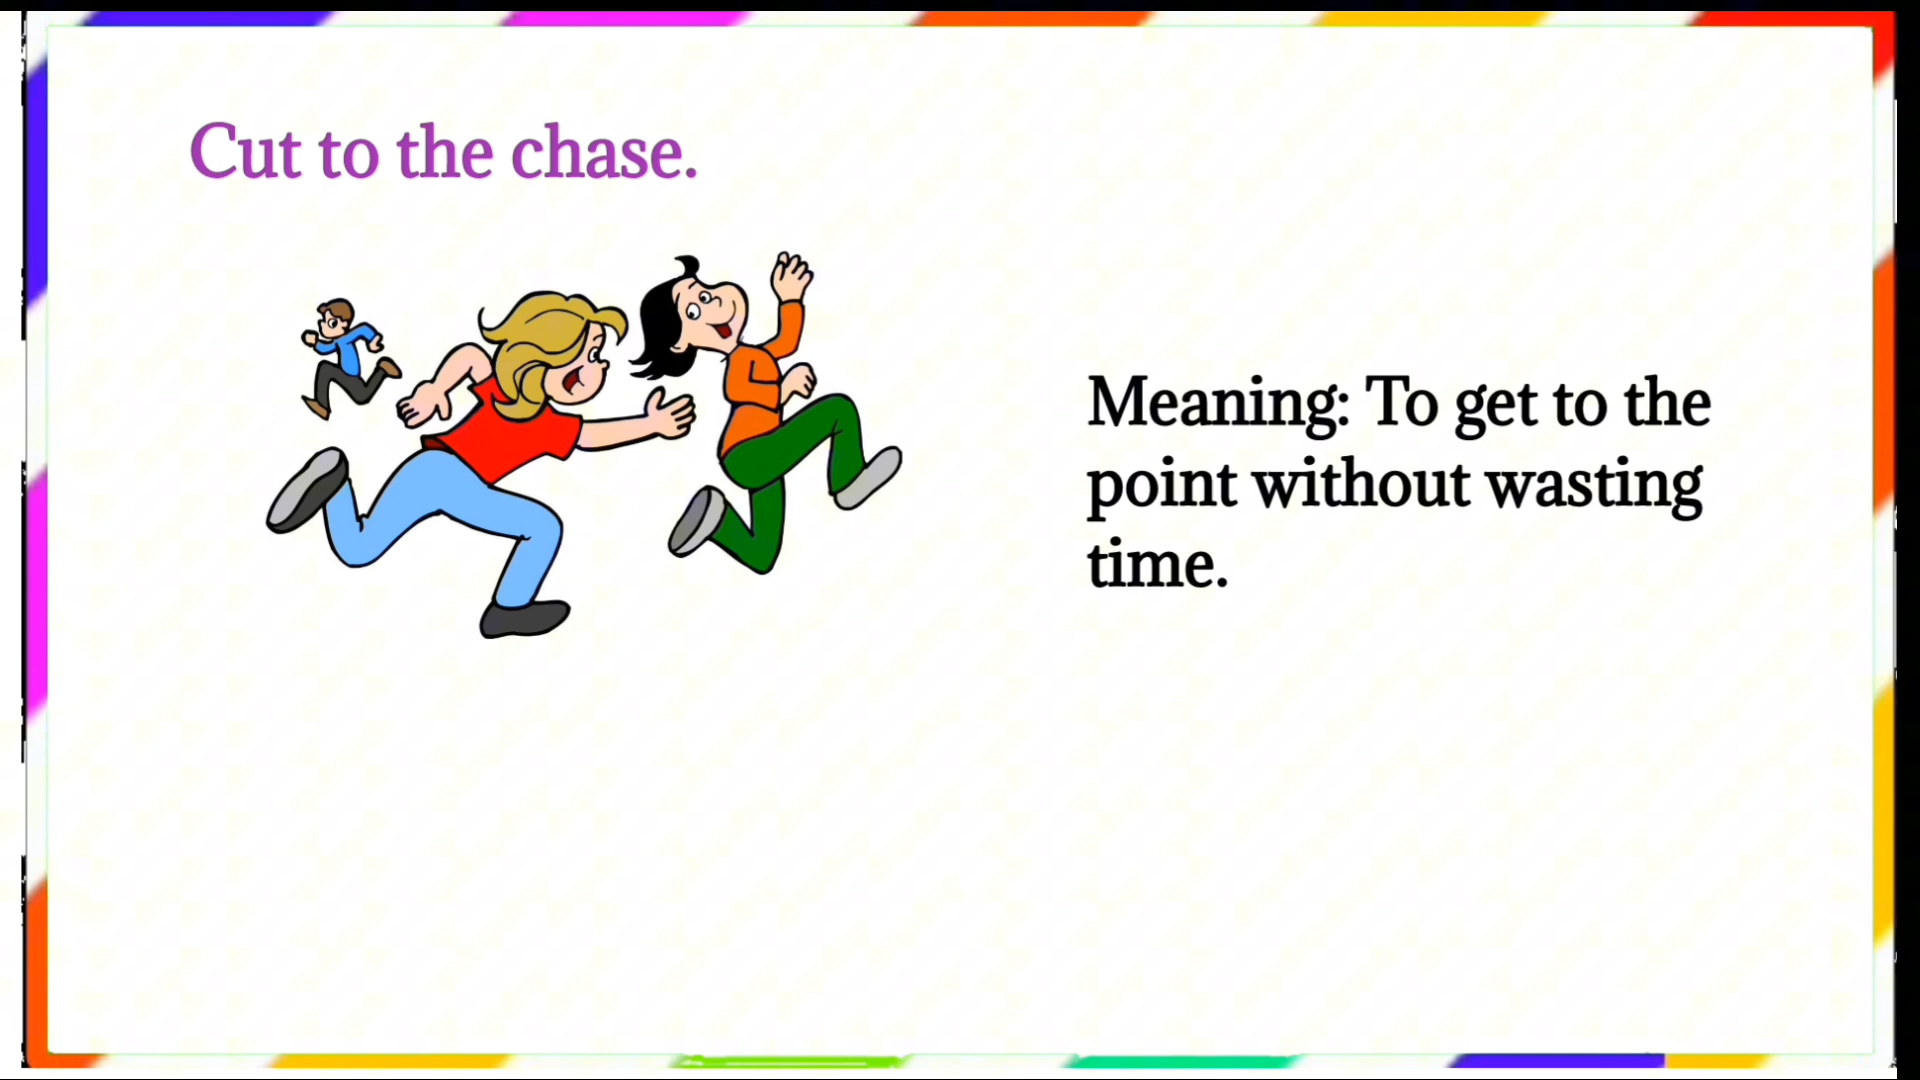 Cut to the chase.
Meaning: To get to the
point without wasting
time.